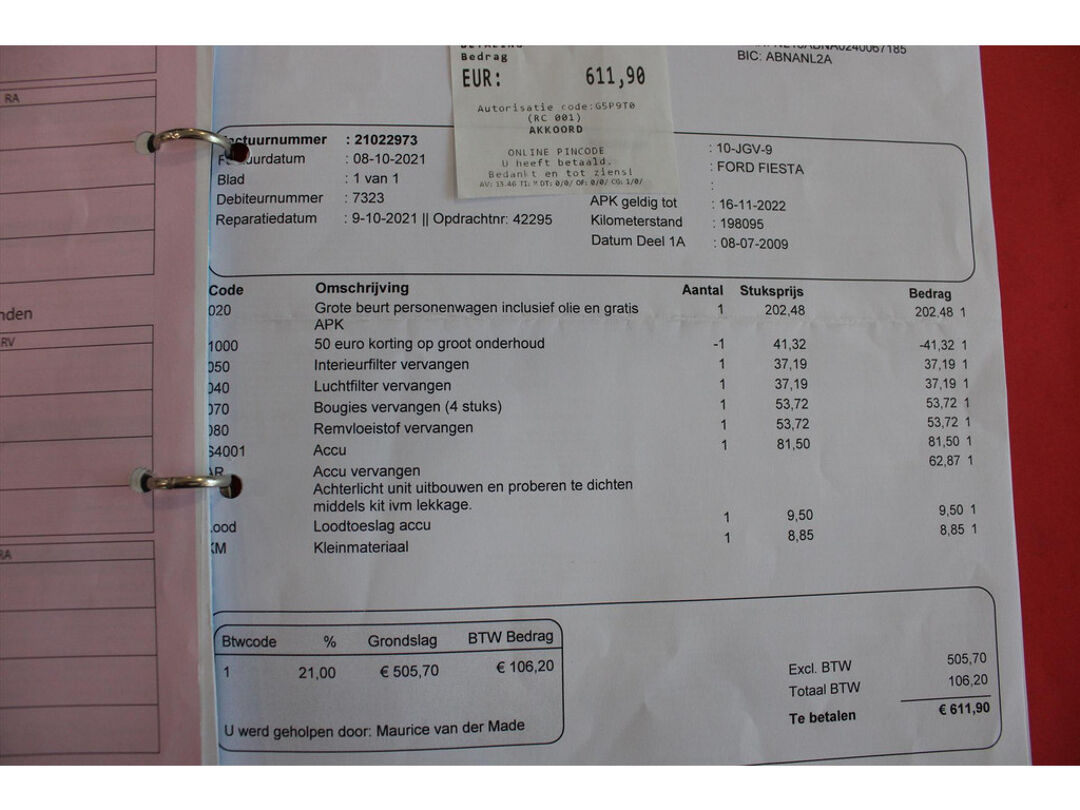 RA
nden
RV
RA
Bedrag
EUR: 611,90
Autorisatie code:G5P9T0
(RC 001)
AKKOORD
ONLINE PINCODE
U heeft betaald.
Bedankt en tot ziens!
BIC: ABNANL2A
Factuurnummer : 21022973
Factuurdatum : 08-10-2021
Blad : 1 van 1
Debiteurnummer : 7323
Reparatiedatum : 9-10-2021 || Opdrachtnr: 42295
: 10-JGV-9
: FORD FIESTA
:
APK geldig tot : 16-11-2022
Kilometerstand : 198095
Datum Deel 1A : 08-07-2009
Code Omschrijving Aantal Stuksprijs Bedrag
020 Grote beurt personenwagen inclusief olie en gratis 1 202,48 202,48 1
APK
1000 50 euro korting op groot onderhoud -1 41,32 -41,32 1
050 Interieurfilter vervangen 1 37,19 37,19 1
040 Luchtfilter vervangen 1 37,19 37,19 1
070 Bougies vervangen (4 stuks) 1 53,72 53,72 1
080 Remvloeistof vervangen 1 53,72 53,72 1
S4001 Accu 1 81,50 81,50 1
AR Accu vervangen 62,87 1
Achterlicht unit uitbouwen en proberen te dichten
middels kit ivm lekkage.
Lood Loodtoeslag accu 1 9,50 9,50 1
KM Kleinmateriaal 1 8,85 8,85 1
Btwcode % Grondslag BTW Bedrag
1 21,00 € 505,70 € 106,20
U werd geholpen door: Maurice van der Made
Excl. BTW 505,70
Totaal BTW 106,20
Te betalen € 611,90